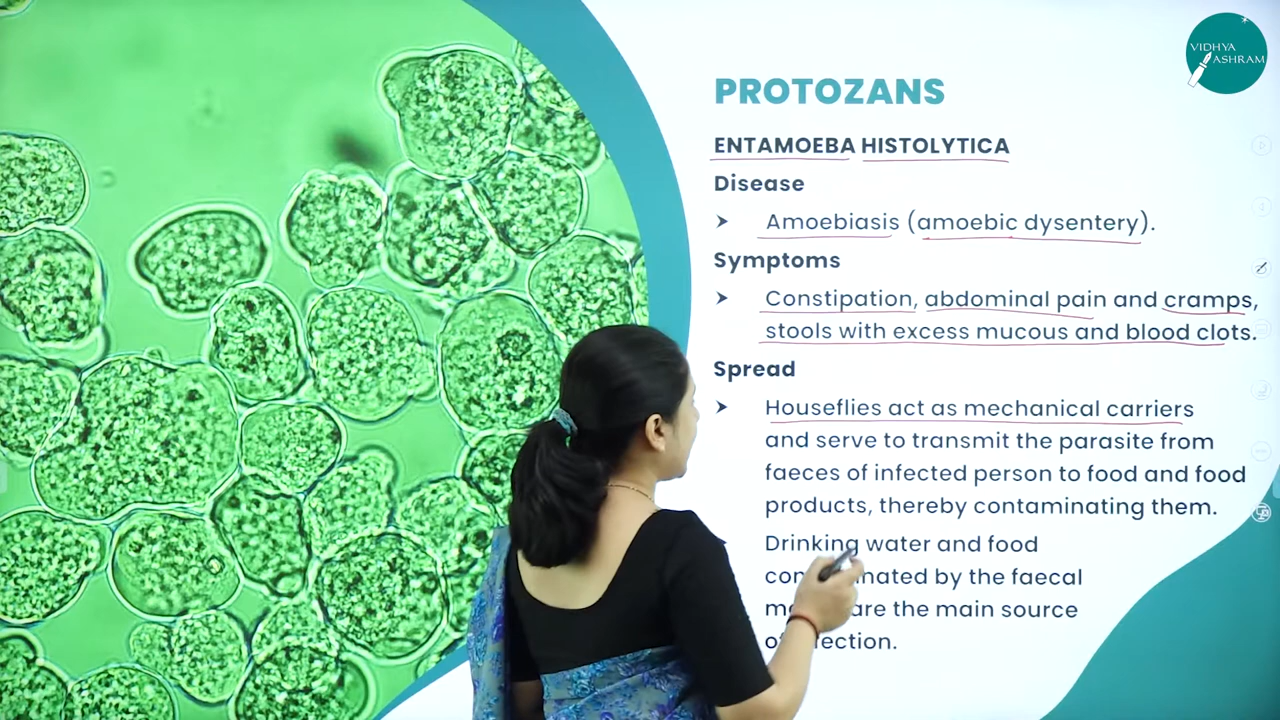 VIDHYA
ASHRAM
PROTOZANS
ENTAMOEBA HISTOLYTICA
Disease
➤ Amoebiasis (amoebic dysentery).
Symptoms
➤ Constipation, abdominal pain and cramps,
stools with excess mucous and blood clots.
Spread
➤ Houseflies act as mechanical carriers
and serve to transmit the parasite from
faeces of infected person to food and food
products, thereby contaminating them.
Drinking water and food
by the faecal
are the main source